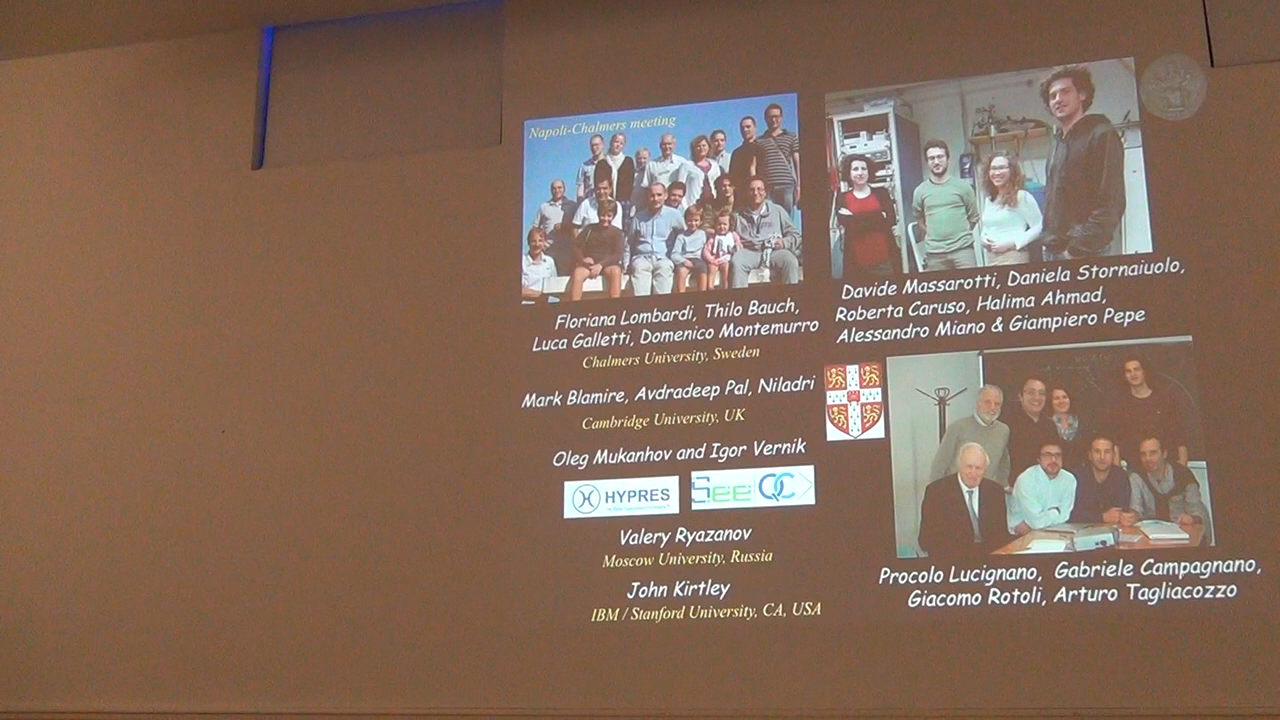 Napoli-Chalmers meeting
Floriana Lombardi, Thilo Bauch,
Luca Galletti, Domenico Montemurro
Chalmers University, Sweden
Mark Blamire, Avdradeep Pal, Niladri
Cambridge University, UK
Oleg Mukanhov and Igor Vernik
HYPRES
SeeQC
Valery Ryazanov
Moscow University, Russia
John Kirtley
IBM / Stanford University, CA, USA
Davide Massarotti, Daniela Stornaiuolo,
Roberta Caruso, Halima Ahmad,
Alessandro Miano & Giampiero Pepe
Procolo Lucignano, Gabriele Campagnano,
Giacomo Rotoli, Arturo Tagliacozzo